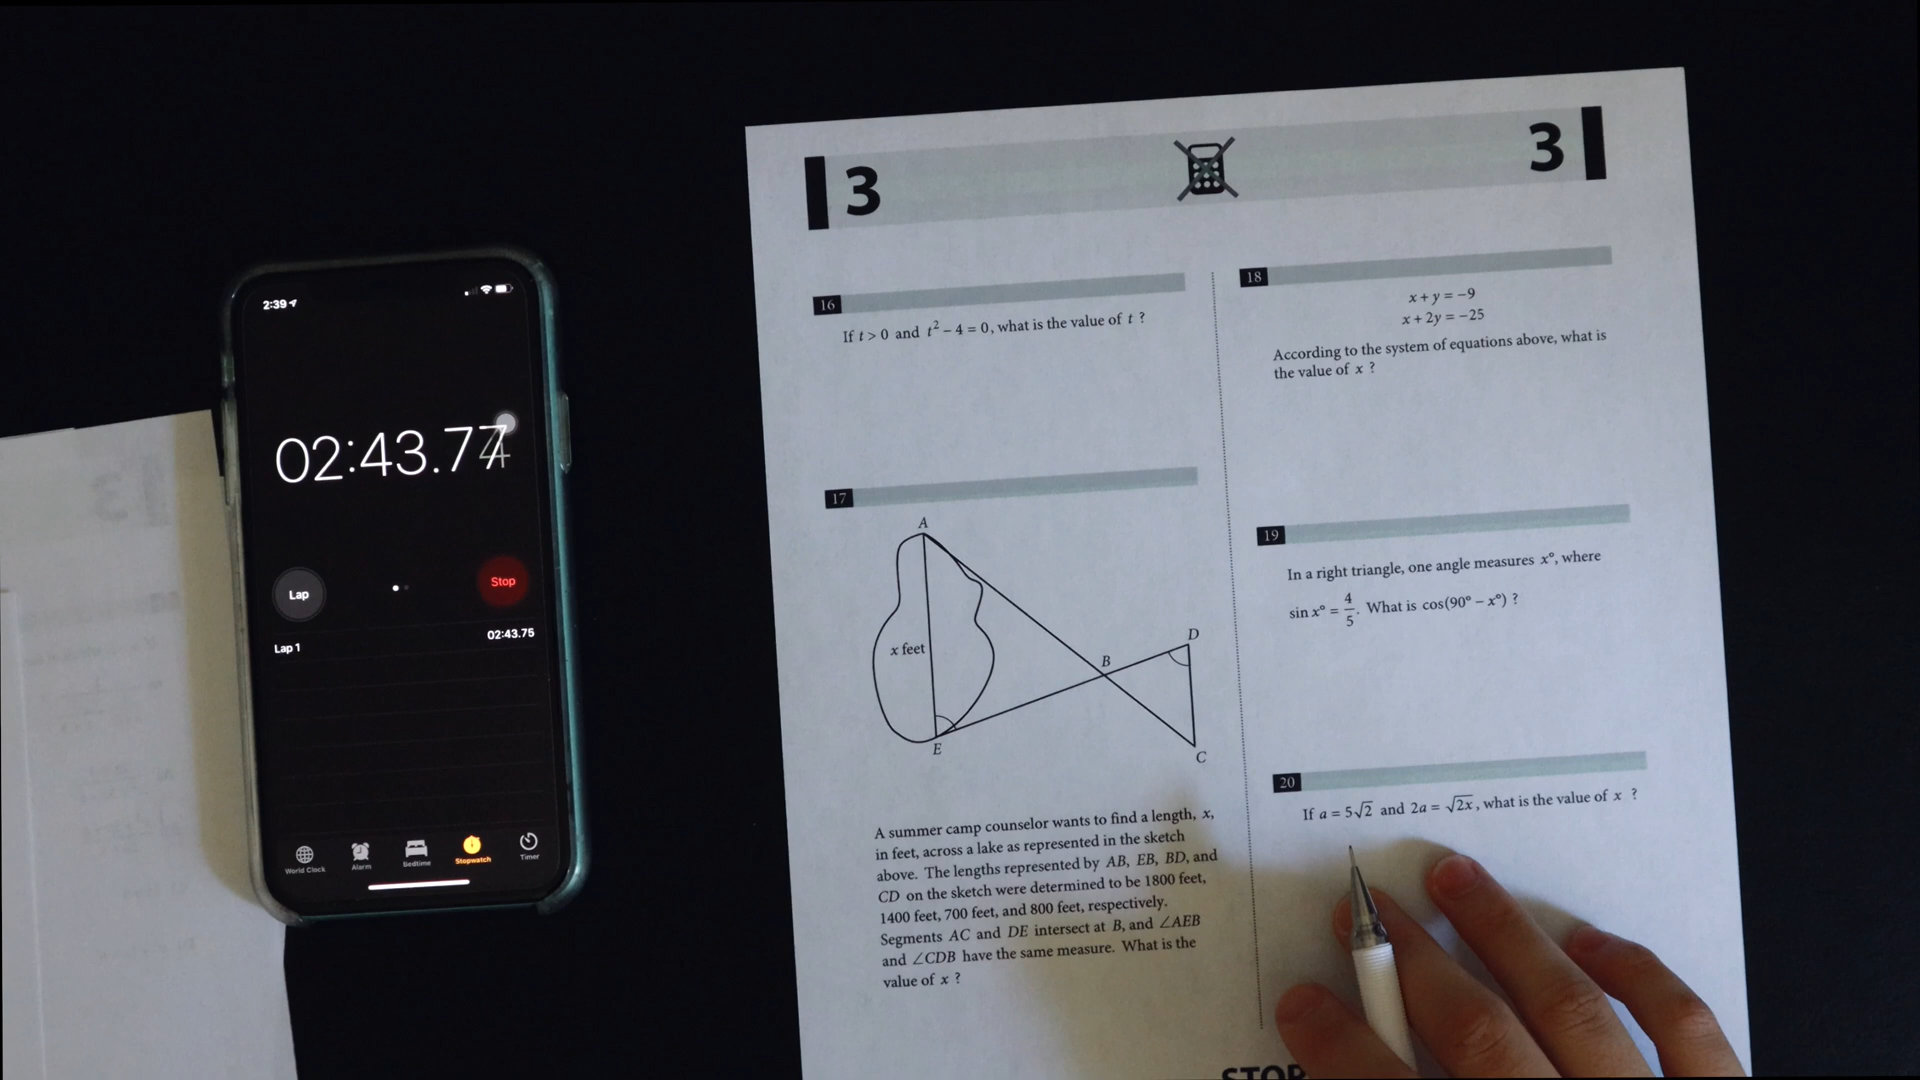 2:39
02:43.77
Lap
Stop
Lap 1
02:43.75
World Clock
Alarm
Bedtime
Stopwatch
Timer
3
3
16
If t > 0 and t² − 4 = 0, what is the value of t ?
17
A
x feet
B
D
E
C
A summer camp counselor wants to find a length, x,
in feet, across a lake as represented in the sketch
above. The lengths represented by AB, EB, BD, and
CD on the sketch were determined to be 1800 feet,
1400 feet, 700 feet, and 800 feet, respectively.
Segments AC and DE intersect at B, and ∠AEB
and ∠CDB have the same measure. What is the
value of x ?
18
x + y = −9
x + 2y = −25
According to the system of equations above, what is
the value of x ?
19
In a right triangle, one angle measures x°, where
sin x° = 4/5. What is cos(90° − x°) ?
20
If a = 5√2 and 2a = √2x, what is the value of x ?
STOP